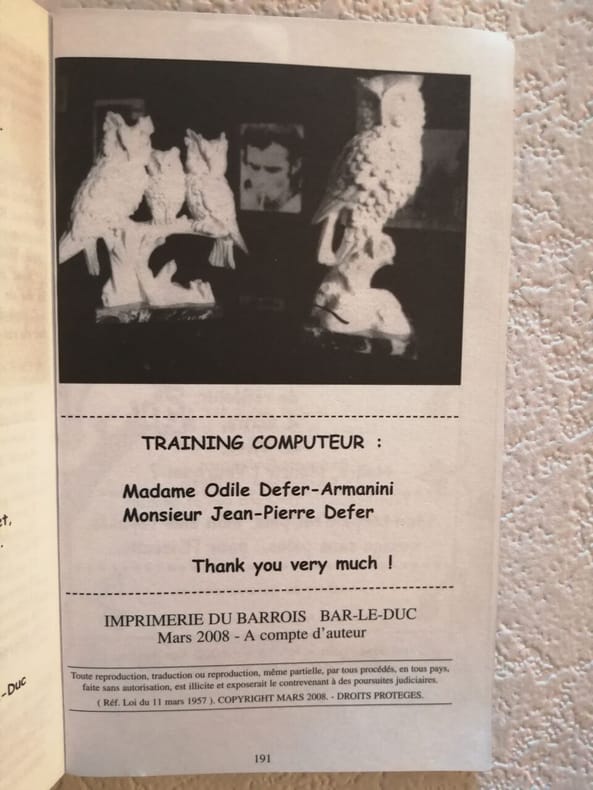 TRAINING COMPUTEUR :
Madame Odile Defer-Armanini
Monsieur Jean-Pierre Defer
Thank you very much !
IMPRIMERIE DU BARROIS BAR-LE-DUC
Mars 2008 - A compte d'auteur
Toute reproduction, traduction ou reproduction, même partielle, par tous procédés, en tous pays,
faite sans autorisation, est illicite et exposerait le contrevenant à des poursuites judiciaires.
( Réf. Loi du 11 mars 1957 ). COPYRIGHT MARS 2008. - DROITS PROTEGES.
191
-Duc